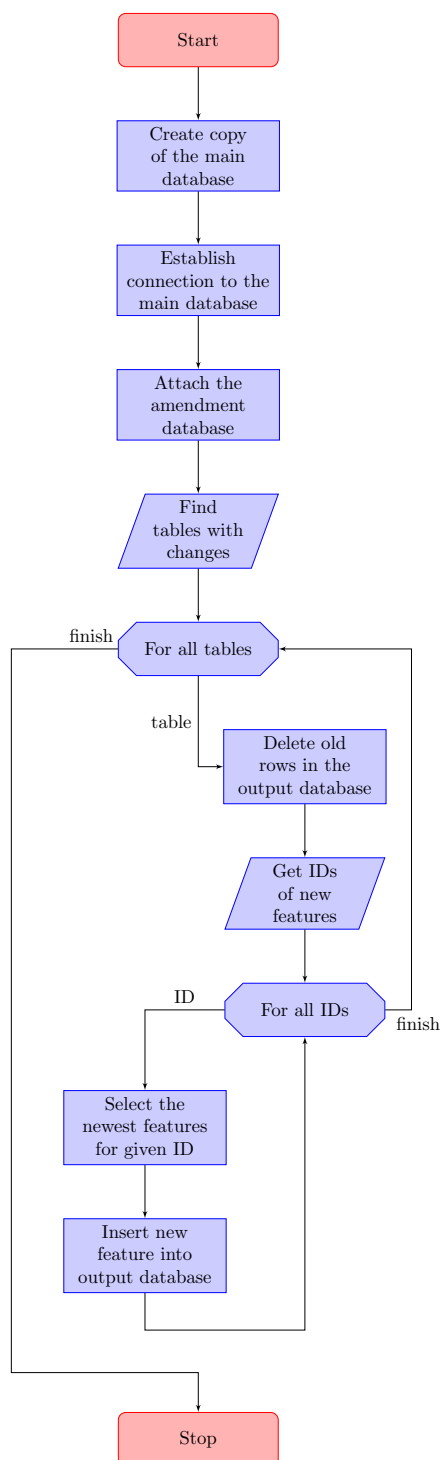 Start
Create copy
of the main
database
Establish
connection to the
main database
Attach the
amendment
database
Find
tables with
changes
finish
For all tables
table
Delete old
rows in the
output database
Get IDs
of new
features
ID
For all IDs
finish
Select the
newest features
for given ID
Insert new
feature into
output database
Stop